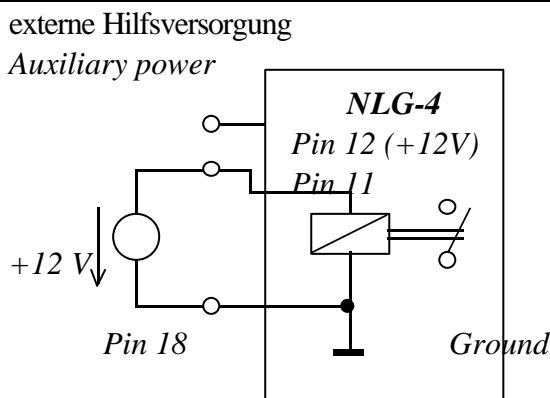 externe Hilfsversorgung
Auxiliary power
NLG-4
Pin 12 (+12V)
Pin 11
+12 V
Pin 18
Ground